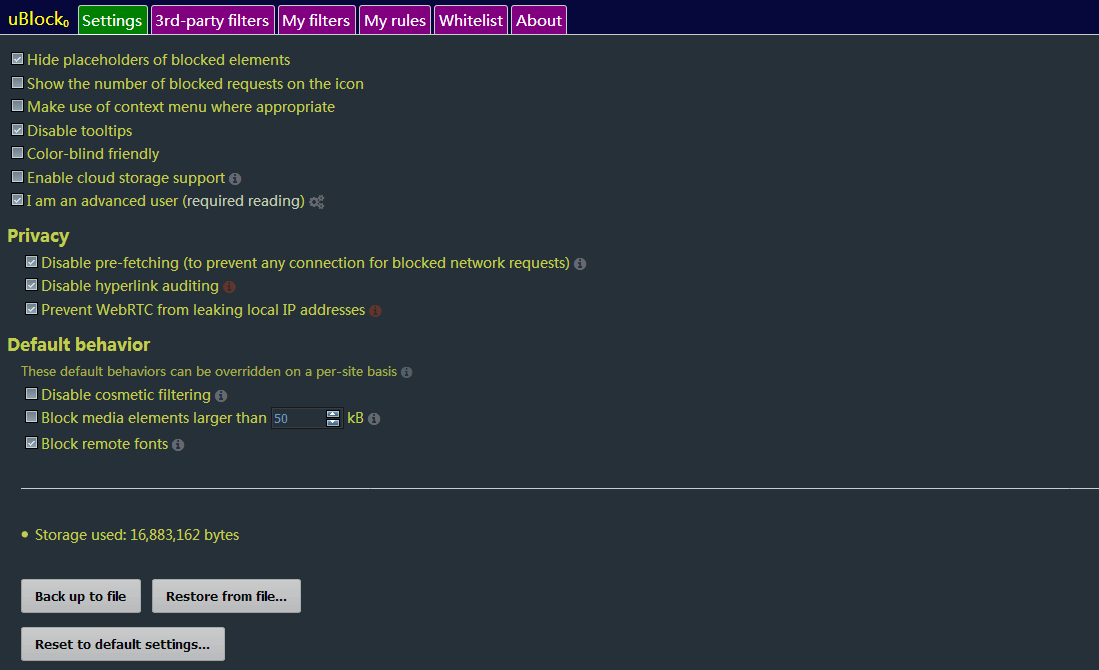 uBlock₀ Settings 3rd-party filters My filters My rules Whitelist About
Hide placeholders of blocked elements
Show the number of blocked requests on the icon
Make use of context menu where appropriate
Disable tooltips
Color-blind friendly
Enable cloud storage support
I am an advanced user (required reading)
Privacy
Disable pre-fetching (to prevent any connection for blocked network requests)
Disable hyperlink auditing
Prevent WebRTC from leaking local IP addresses
Default behavior
These default behaviors can be overridden on a per-site basis
Disable cosmetic filtering
Block media elements larger than 50 kB
Block remote fonts
Storage used: 16,883,162 bytes
Back up to file Restore from file...
Reset to default settings...